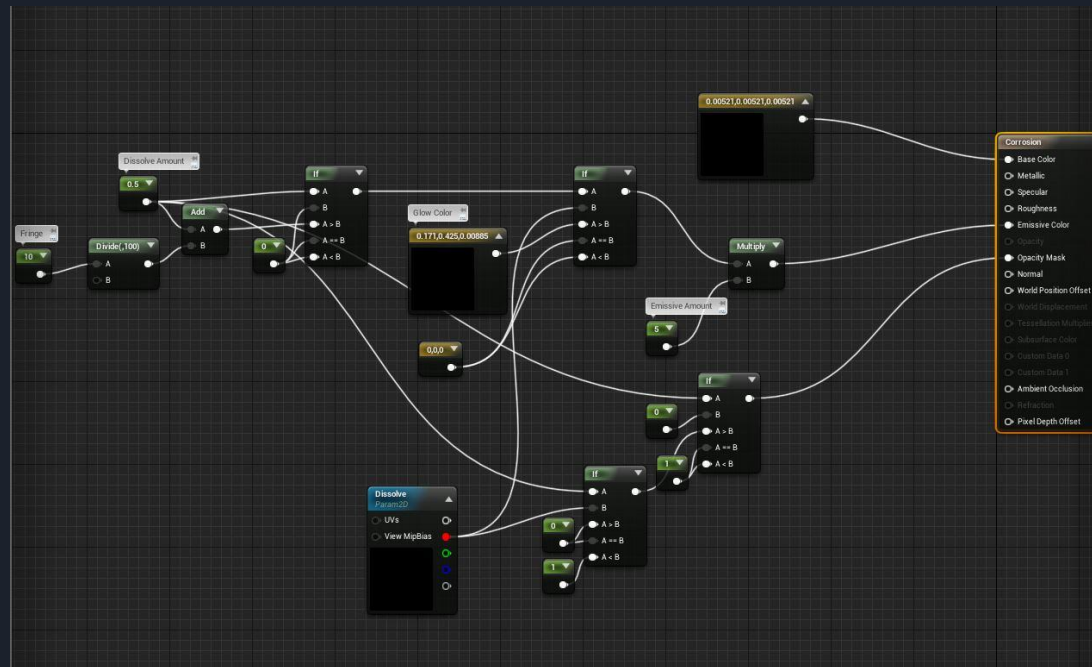 Dissolve Amount
0.5
Fringe
10
Divide(,100)
A
B
Add
A
B
If
A
B
A > B
A == B
A < B
0
Glow Color
0.171,0.425,0.00885
0,0,0
If
A
B
A > B
A == B
A < B
0.00521,0.00521,0.00521
Multiply
A
B
Emissive Amount
5
If
A
B
A > B
A == B
A < B
0
1
Dissolve
Param2D
UVs
View MipBias
If
A
B
A > B
A == B
A < B
0
1
Corrosion
Base Color
Metallic
Specular
Roughness
Emissive Color
Opacity
Opacity Mask
Normal
World Position Offset
World Displacement
Subsurface Color
Custom Data 0
Custom Data 1
Ambient Occlusion
Refraction
Pixel Depth Offset